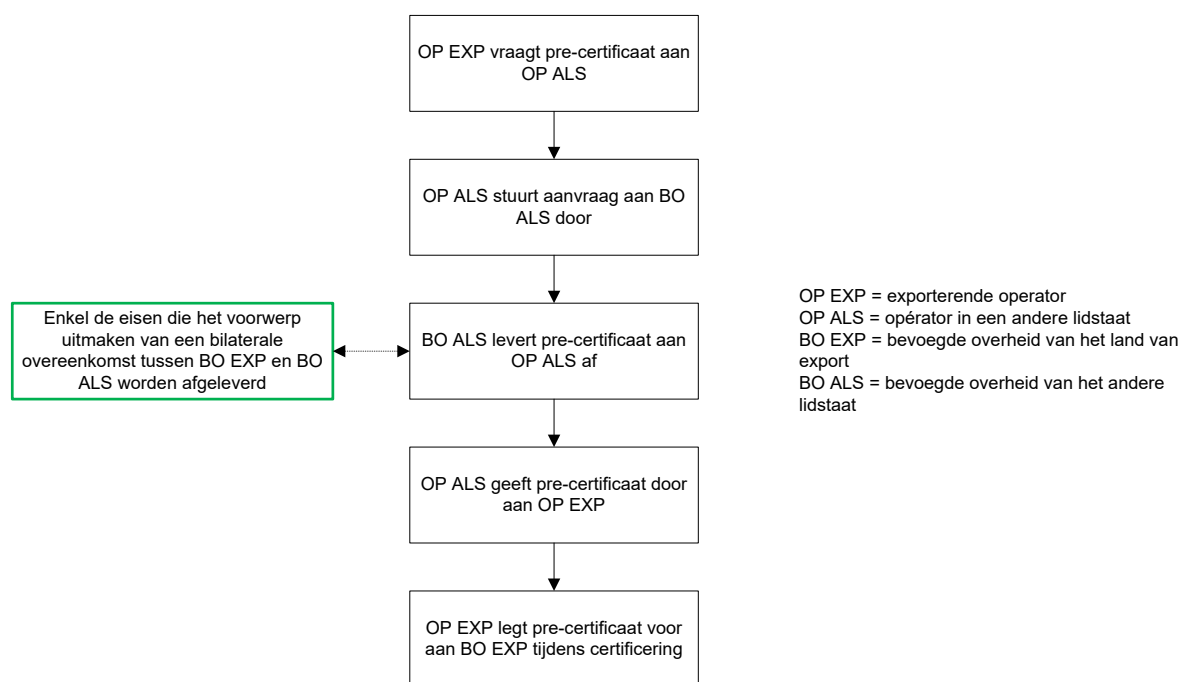 OP EXP vraagt pre-certificaat aan
OP ALS
OP ALS stuurt aanvraag aan BO
ALS door
Enkel de eisen die het voorwerp
uitmaken van een bilaterale
overeenkomst tussen BO EXP en BO
ALS worden afgeleverd
BO ALS levert pre-certificaat aan
OP ALS af
OP EXP = exporterende operator
OP ALS = opérator in een andere lidstaat
BO EXP = bevoegde overheid van het land van
export
BO ALS = bevoegde overheid van het andere
lidstaat
OP ALS geeft pre-certificaat door
aan OP EXP
OP EXP legt pre-certificaat voor
aan BO EXP tijdens certificering